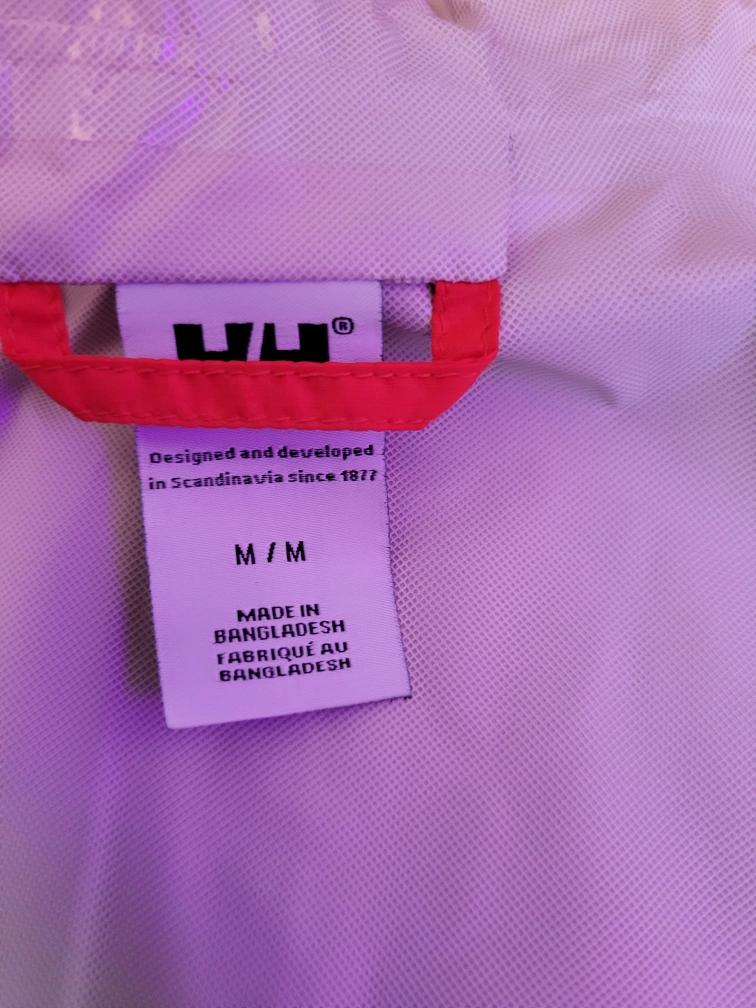 HH®
Designed and developed
in Scandinavia since 1877
M / M
MADE IN
BANGLADESH
FABRIQUÉ AU
BANGLADESH